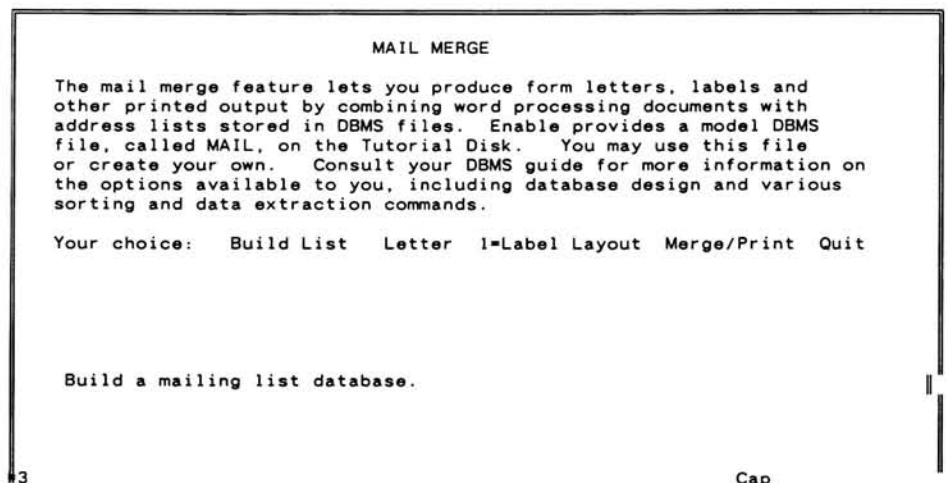 MAIL MERGE
The mail merge feature lets you produce form letters, labels and
other printed output by combining word processing documents with
address lists stored in DBMS files.  Enable provides a model DBMS
file, called MAIL, on the Tutorial Disk.   You may use this file
or create your own.   Consult your DBMS guide for more information on
the options available to you, including database design and various
sorting and data extraction commands.
Your choice:   Build List   Letter  1=Label Layout  Merge/Print  Quit
Build a mailing list database.
#3 Cap